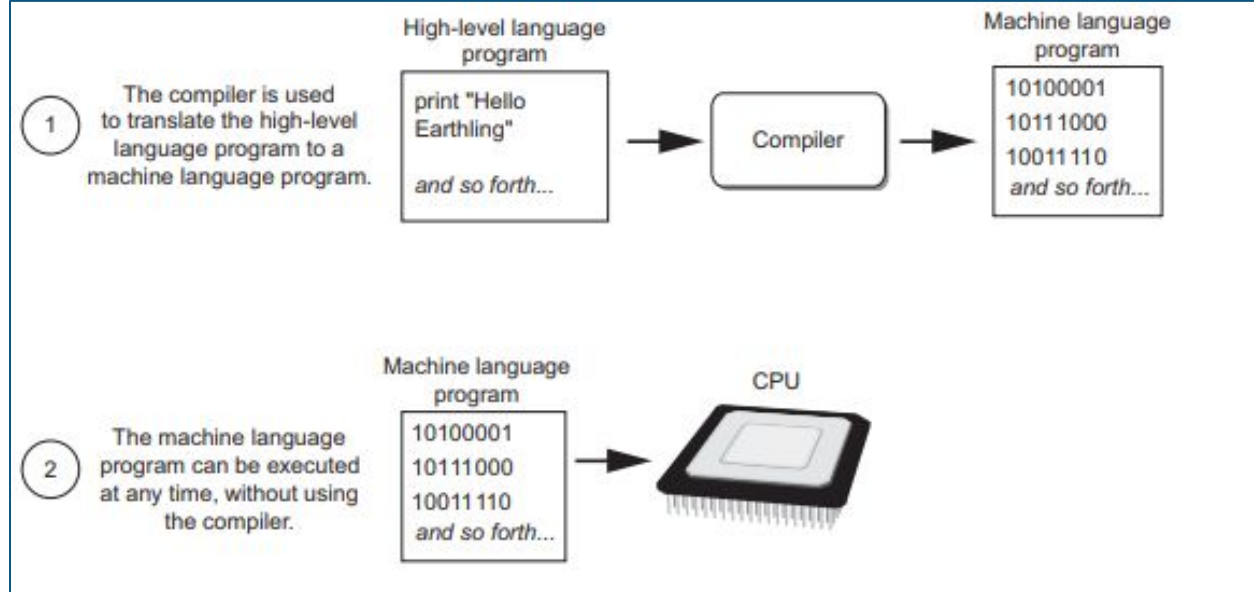 High-level language
program
Machine language
program
1
The compiler is used
to translate the high-level
language program to a
machine language program.
print "Hello
Earthling"
and so forth...
Compiler
10100001
10111000
10011110
and so forth...
2
The machine language
program can be executed
at any time, without using
the compiler.
Machine language
program
10100001
10111000
10011110
and so forth...
CPU